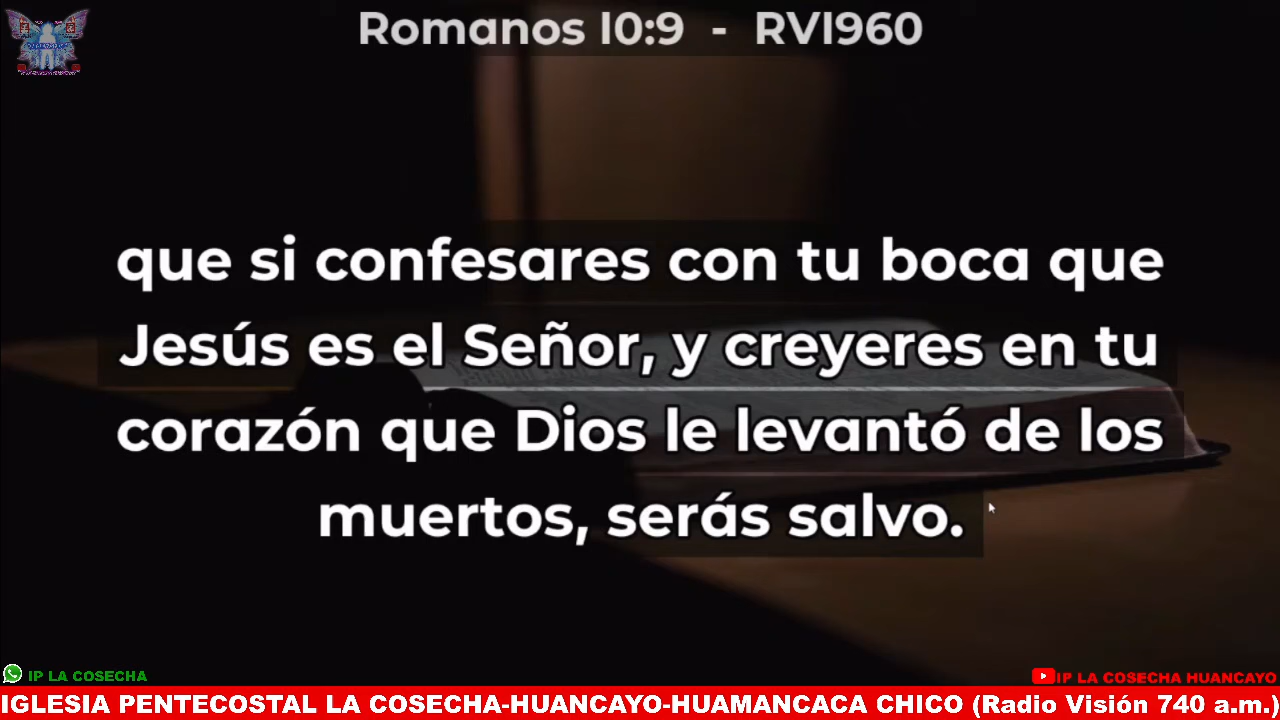 Romanos 10:9 - RV1960
que si confesares con tu boca que
Jesús es el Señor, y creyeres en tu
corazón que Dios le levantó de los
muertos, serás salvo.
IP LA COSECHA
IP LA COSECHA HUANCAYO
IGLESIA PENTECOSTAL LA COSECHA-HUANCAYO-HUAMANCACA CHICO (Radio Visión 740 a.m.)